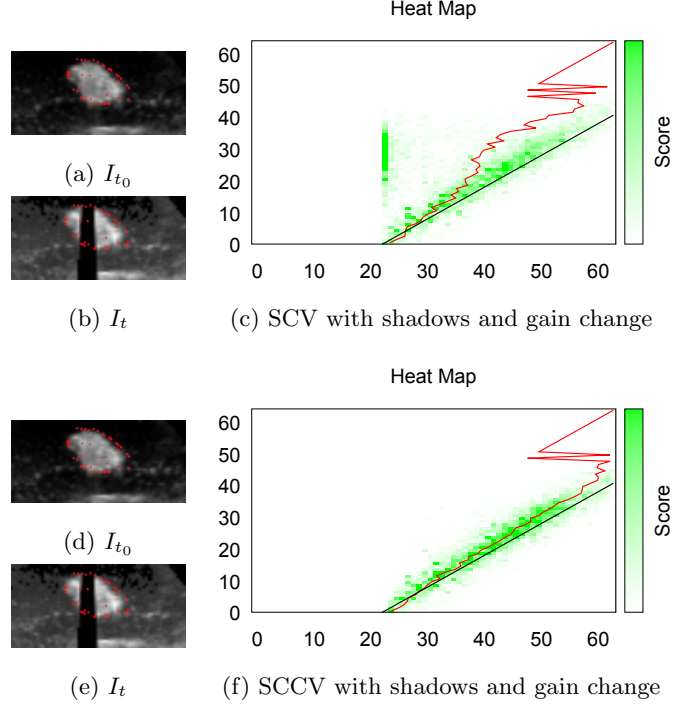 Heat Map
60
50
40
30
20
10
0
0 10 20 30 40 50 60
Score
(a) I_{t_0}
(b) I_t
(c) SCV with shadows and gain change
Heat Map
60
50
40
30
20
10
0
0 10 20 30 40 50 60
Score
(d) I_{t_0}
(e) I_t
(f) SCCV with shadows and gain change